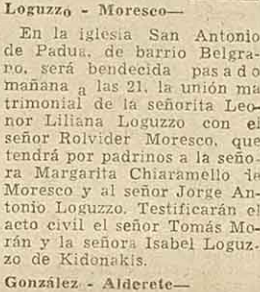 Loguzzo - Moresco—
En la iglesia San Antonio
de Padua, de barrio Belgra-
no, será bendecida pasado
mañana a las 21, la unión ma
trimonial de la señorita Leo-
nor Liliana Loguzzo con el
señor Rolvider Moresco, que
tendrá por padrinos a la seño-
ra Margarita Chiaramello de
Moresco y al señor Jorge An-
tonio Loguzzo. Testificarán el
acto civil el señor Tomás Mo-
rán y la señora Isabel Loguz-
zo de Kidonakis.
González - Alderete—